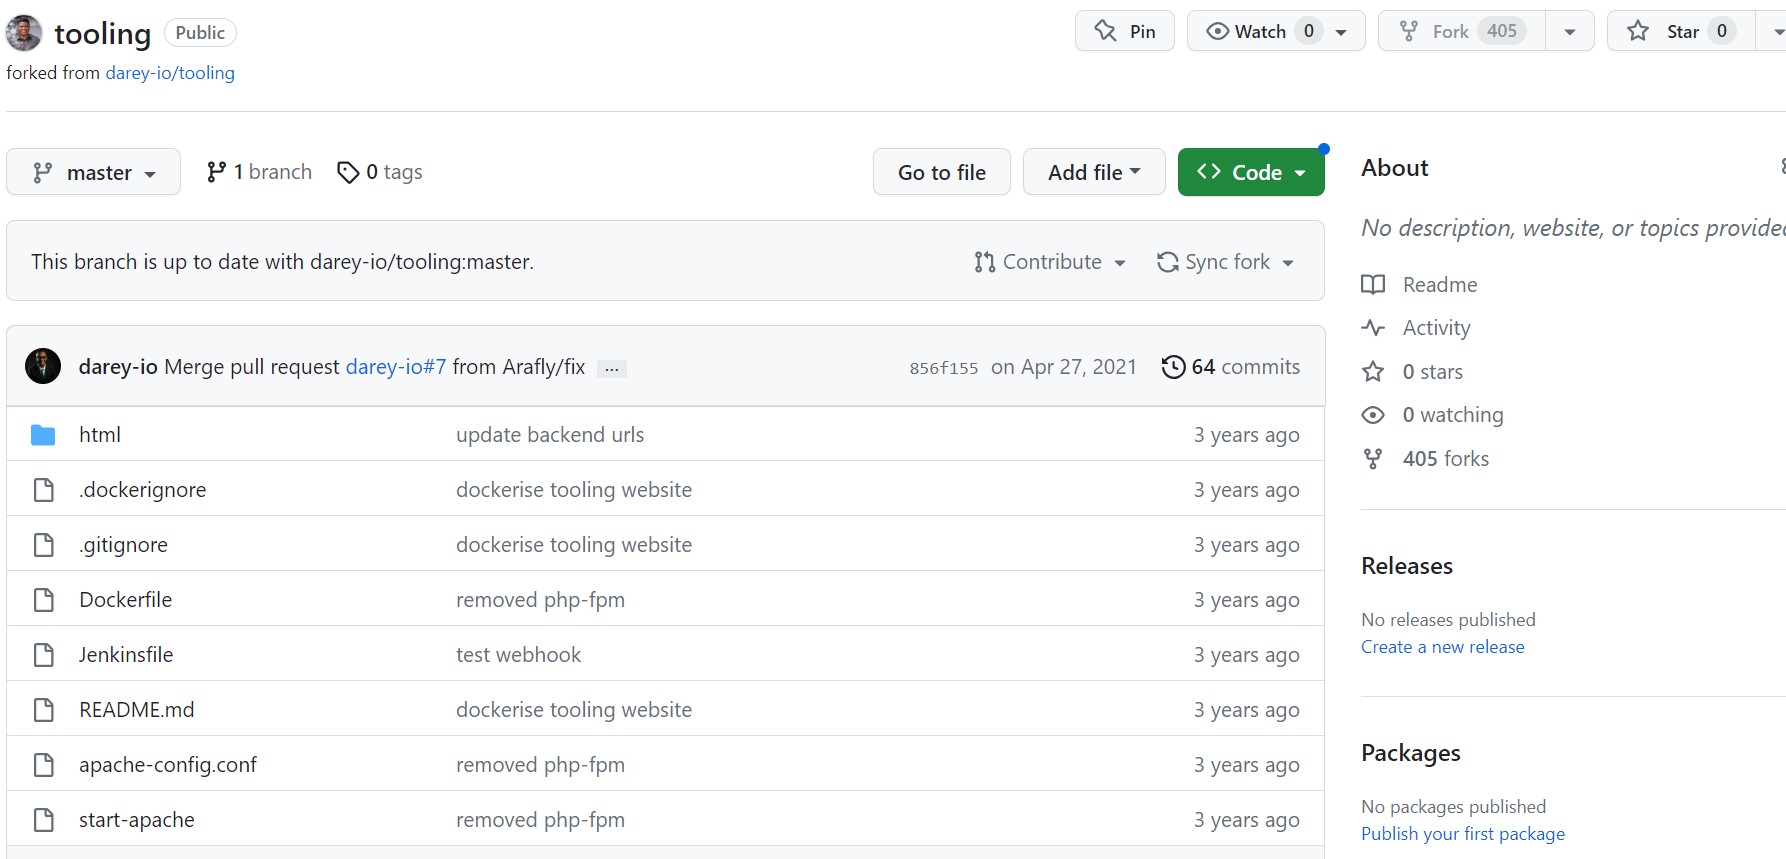 tooling Public Pin Watch 0 Fork 405 Star 0
forked from darey-io/tooling
master 1 branch 0 tags Go to file Add file Code
This branch is up to date with darey-io/tooling:master. Contribute Sync fork
darey-io Merge pull request darey-io#7 from Arafly/fix ... 856f155 on Apr 27, 2021 64 commits
html update backend urls 3 years ago
.dockerignore dockerise tooling website 3 years ago
.gitignore dockerise tooling website 3 years ago
Dockerfile removed php-fpm 3 years ago
Jenkinsfile test webhook 3 years ago
README.md dockerise tooling website 3 years ago
apache-config.conf removed php-fpm 3 years ago
start-apache removed php-fpm 3 years ago
About
No description, website, or topics provided
Readme
Activity
0 stars
0 watching
405 forks
Releases
No releases published
Create a new release
Packages
No packages published
Publish your first package